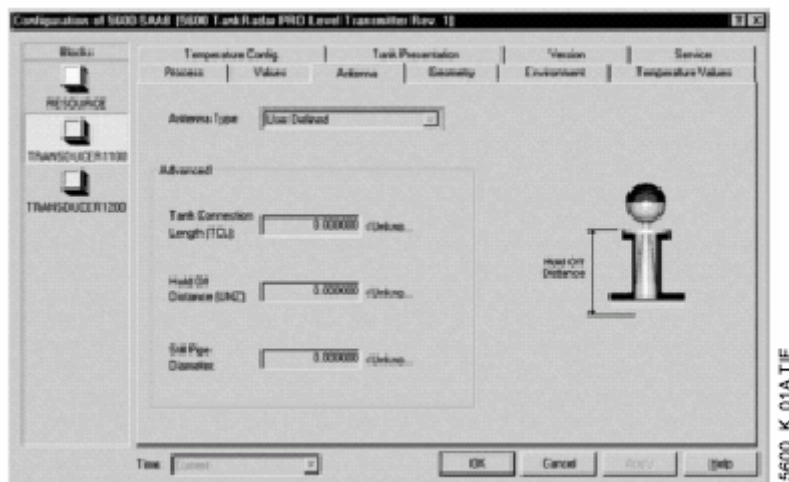 Configuration of 5600 SAAB [5600 TankRadar PRO Level Transmitter Rev. 1]
Blocks
RESOURCE
TRANSDUCER1100
TRANSDUCER1200
Temperature Config.
Tank Presentation
Version
Service
Process
Values
Antenna
Geometry
Environment
Temperature Values
Antenna Type
User Defined
Advanced
Tank Connection
Length (TCL)
0.000000
Hold Off
Distance (UNZ)
0.000000
Still Pipe
Diameter
0.000000
Hold Off
Distance
Time
Current
OK
Cancel
Apply
Help
5600_K_01A.TIF